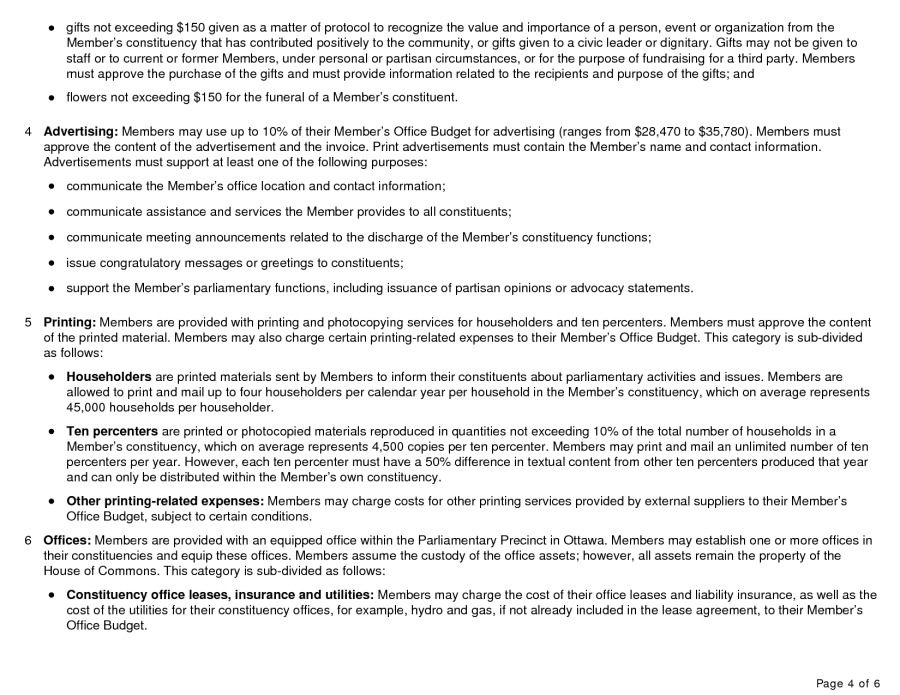 ● gifts not exceeding $150 given as a matter of protocol to recognize the value and importance of a person, event or organization from the
Member's constituency that has contributed positively to the community, or gifts given to a civic leader or dignitary. Gifts may not be given to
staff or to current or former Members, under personal or partisan circumstances, or for the purpose of fundraising for a third party. Members
must approve the purchase of the gifts and must provide information related to the recipients and purpose of the gifts; and
● flowers not exceeding $150 for the funeral of a Member's constituent.
4 Advertising: Members may use up to 10% of their Member's Office Budget for advertising (ranges from $28,470 to $35,780). Members must
approve the content of the advertisement and the invoice. Print advertisements must contain the Member's name and contact information.
Advertisements must support at least one of the following purposes:
● communicate the Member's office location and contact information;
● communicate assistance and services the Member provides to all constituents;
● communicate meeting announcements related to the discharge of the Member's constituency functions;
● issue congratulatory messages or greetings to constituents;
● support the Member's parliamentary functions, including issuance of partisan opinions or advocacy statements.
5 Printing: Members are provided with printing and photocopying services for householders and ten percenters. Members must approve the content
of the printed material. Members may also charge certain printing-related expenses to their Member's Office Budget. This category is sub-divided
as follows:
● Householders are printed materials sent by Members to inform their constituents about parliamentary activities and issues. Members are
allowed to print and mail up to four householders per calendar year per household in the Member's constituency, which on average represents
45,000 households per householder.
● Ten percenters are printed or photocopied materials reproduced in quantities not exceeding 10% of the total number of households in a
Member's constituency, which on average represents 4,500 copies per ten percenter. Members may print and mail an unlimited number of ten
percenters per year. However, each ten percenter must have a 50% difference in textual content from other ten percenters produced that year
and can only be distributed within the Member's own constituency.
● Other printing-related expenses: Members may charge costs for other printing services provided by external suppliers to their Member's
Office Budget, subject to certain conditions.
6 Offices: Members are provided with an equipped office within the Parliamentary Precinct in Ottawa. Members may establish one or more offices in
their constituencies and equip these offices. Members assume the custody of the office assets; however, all assets remain the property of the
House of Commons. This category is sub-divided as follows:
● Constituency office leases, insurance and utilities: Members may charge the cost of their office leases and liability insurance, as well as the
cost of the utilities for their constituency offices, for example, hydro and gas, if not already included in the lease agreement, to their Member's
Office Budget.
Page 4 of 6